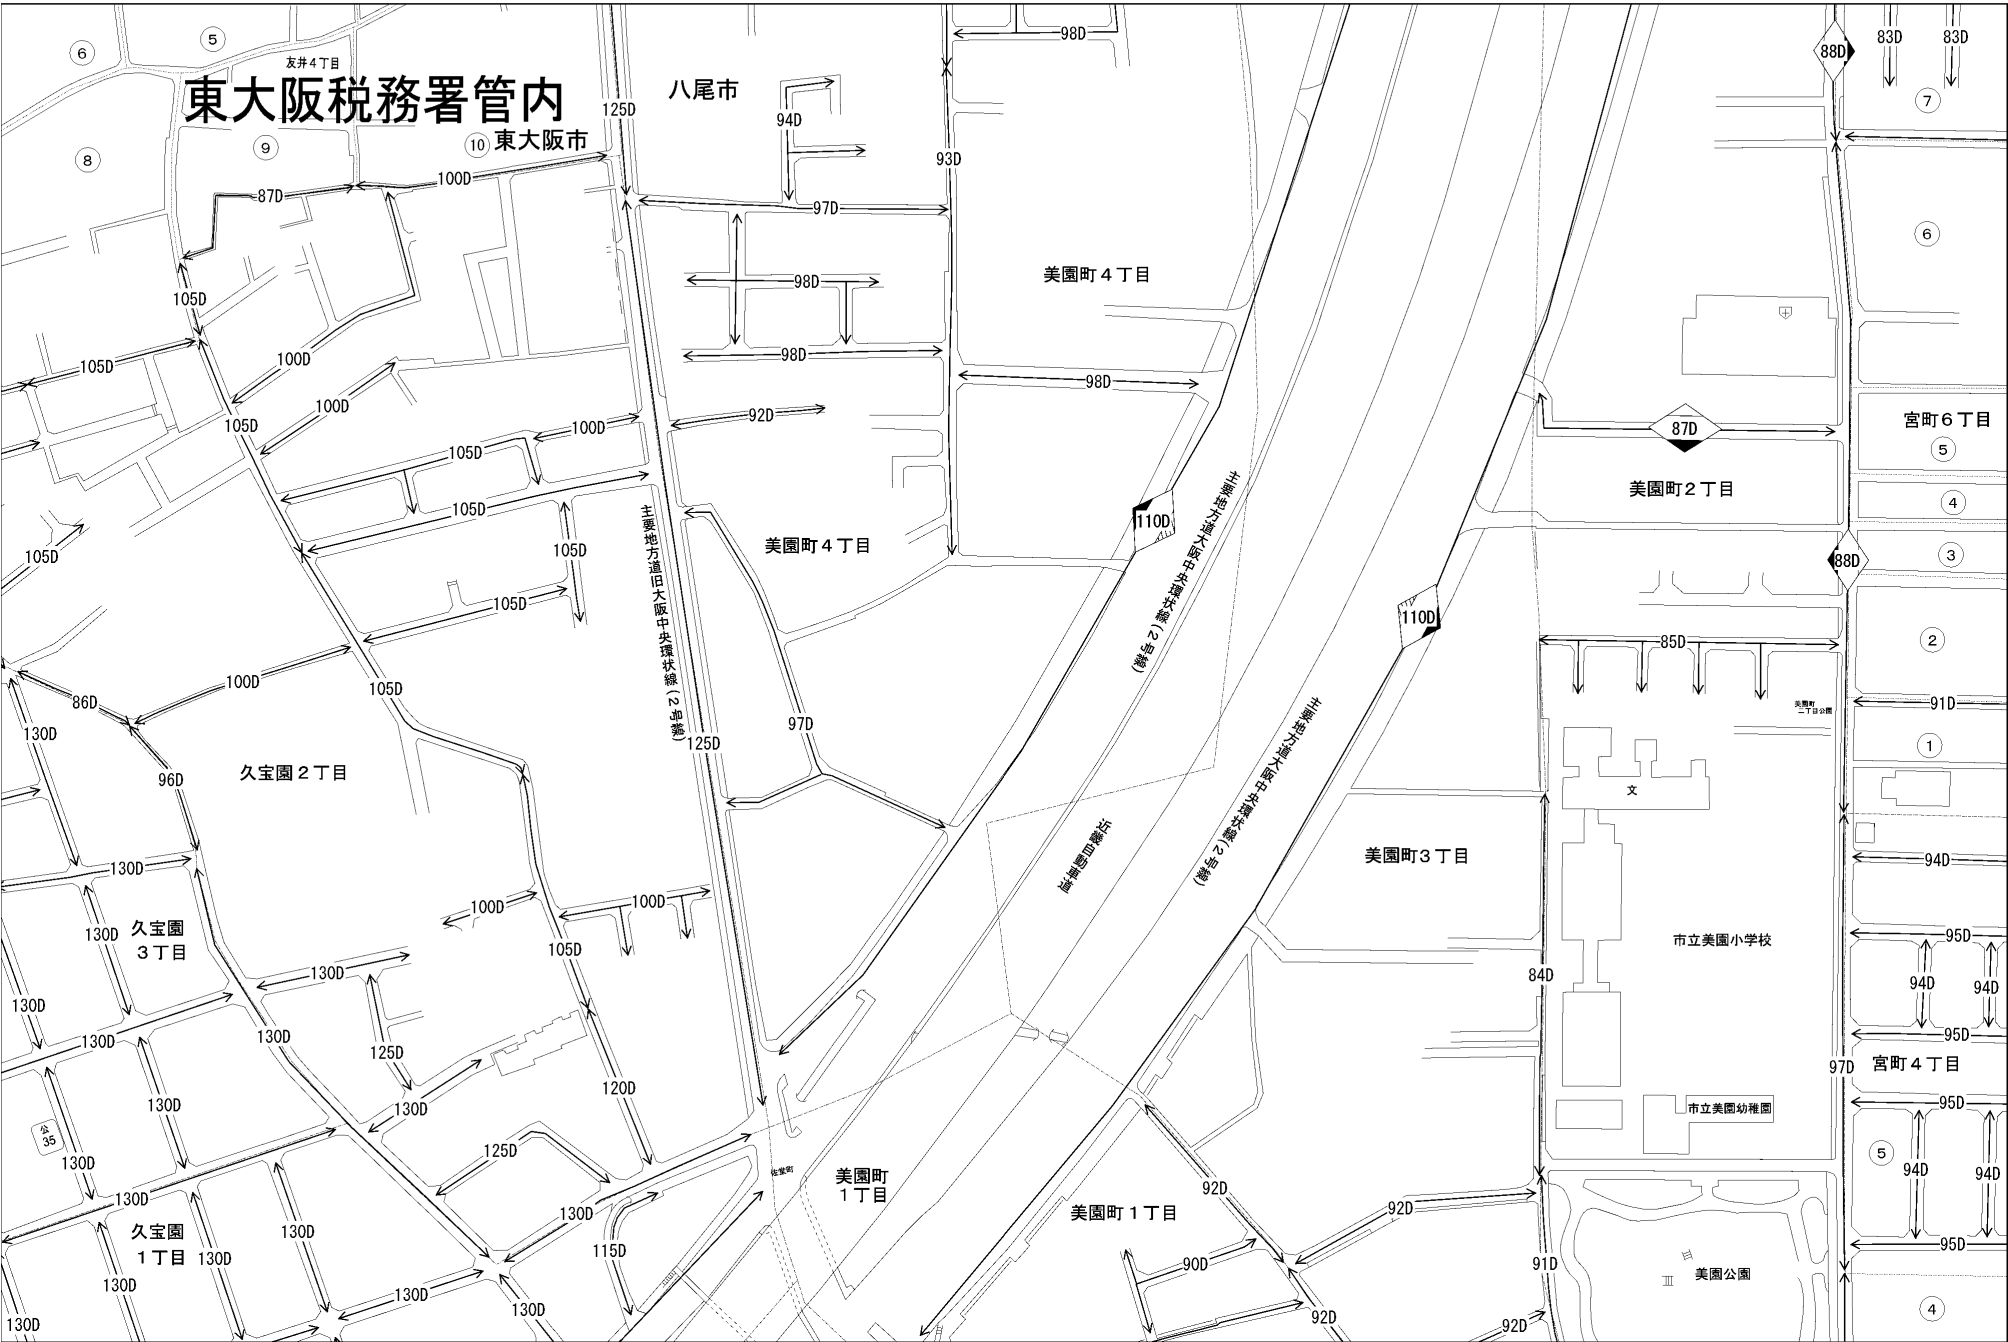 6
5
友井4丁目
東大阪税務署管内
8
9
10
東大阪市
125D
八尾市
94D
98D
93D
88D
83D
83D
7
87D
100D
97D
6
105D
98D
美園町4丁目
105D
100D
98D
98D
100D
92D
105D
100D
105D
87D
宮町6丁目
5
美園町2丁目
4
105D
105D
105D
105D
主要地方道旧大阪中央環状線(2号線)
美園町4丁目
110D
主要地方道大阪中央環状線(2号線)
88D
3
110D
85D
2
100D
105D
86D
130D
96D
久宝園2丁目
125D
97D
主要地方道大阪中央環状線(2号線)
美園町
二丁目公園
91D
1
文
近畿自動車道
美園町3丁目
94D
130D
130D
久宝園
3丁目
100D
100D
105D
市立美園小学校
95D
130D
84D
94D
94D
130D
130D
130D
125D
95D
97D
宮町4丁目
130D
130D
120D
95D
市立美園幼稚園
公
35
130D
125D
佐堂町
美園町
1丁目
5
94D
94D
130D
130D
92D
92D
美園町1丁目
久宝園
1丁目
130D
130D
115D
95D
90D
91D
美園公園
130D
130D
130D
130D
92D
92D
4